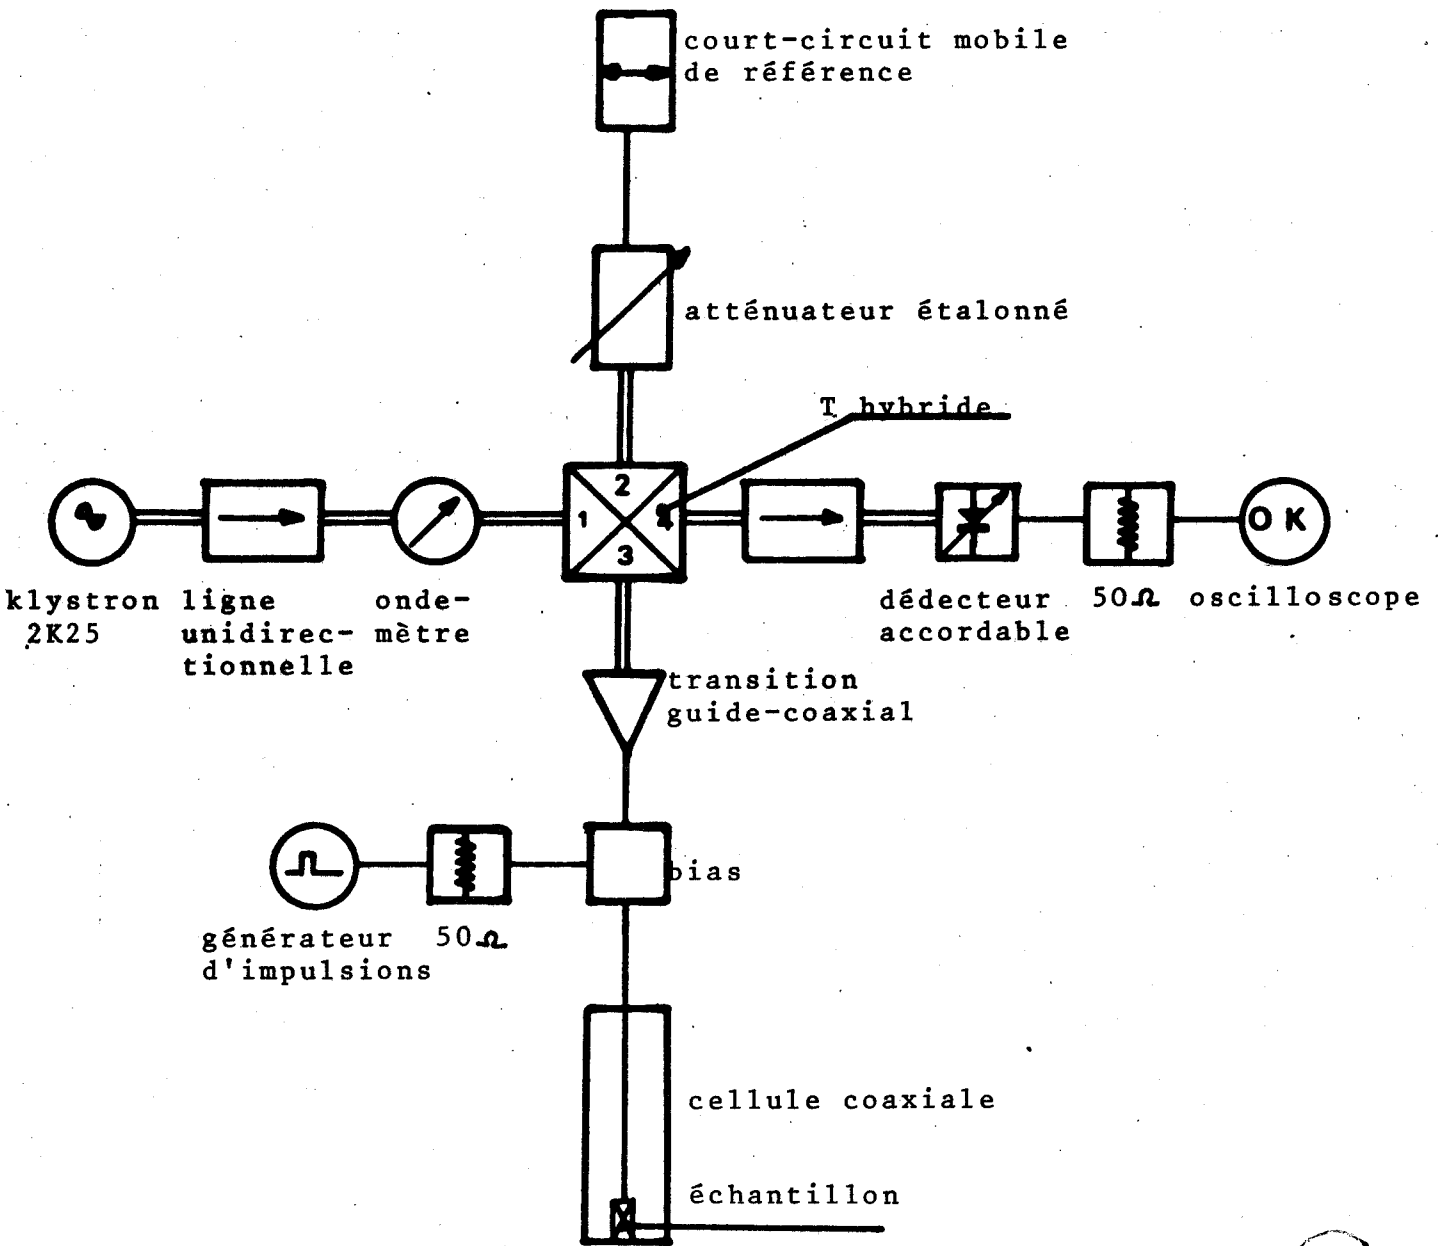 court-circuit mobile
de référence
atténuateur étalonné
T hybride
2
1
4
3
OK
klystron
2K25
ligne
unidirec-
tionnelle
onde-
mètre
dédecteur
accordable
50Ω
oscilloscope
transition
guide-coaxial
bias
générateur
d'impulsions
50Ω
cellule coaxiale
échantillon